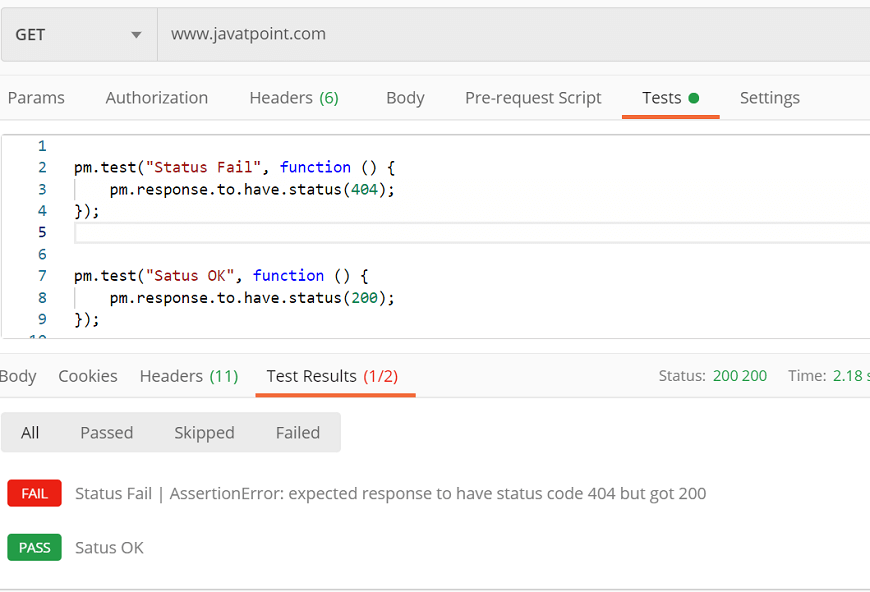 GET www.javatpoint.com
Params Authorization Headers (6) Body Pre-request Script Tests Settings
1
2 pm.test("Status Fail", function () {
3 pm.response.to.have.status(404);
4 });
5
6
7 pm.test("Satus OK", function () {
8 pm.response.to.have.status(200);
9 });
10
Body Cookies Headers (11) Test Results (1/2) Status: 200 200 Time: 2.18 s
All Passed Skipped Failed
FAIL Status Fail | AssertionError: expected response to have status code 404 but got 200
PASS Satus OK